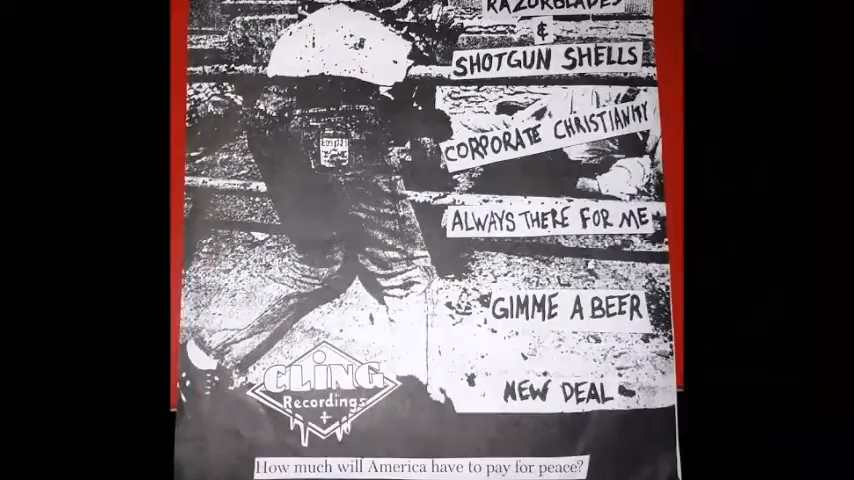 RAZORBLADES
&
SHOTGUN SHELLS
CORPORATE CHRISTIANITY
ALWAYS THERE FOR ME
GIMME A BEER
NEW DEAL
CLING
Recordings
How much will America have to pay for peace?